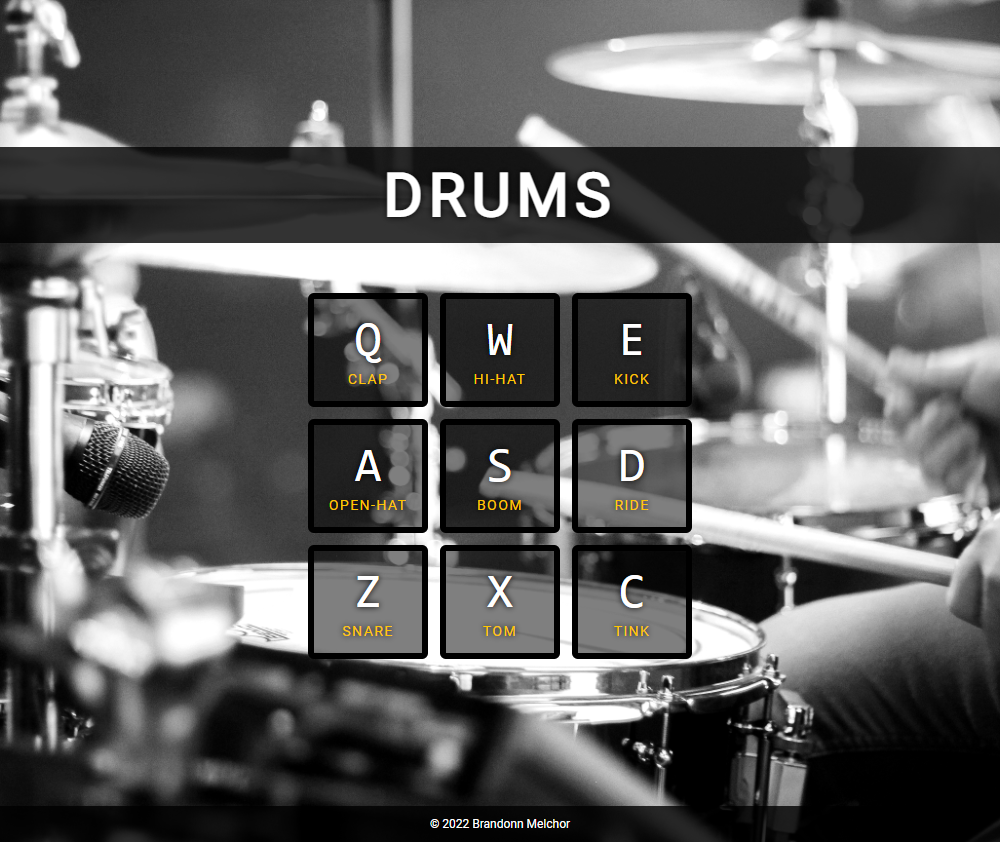 DRUMS
Q W E
CLAP HI-HAT KICK
A S D
OPEN-HAT BOOM RIDE
Z X C
SNARE TOM TINK
© 2022 Brandonn Melchor